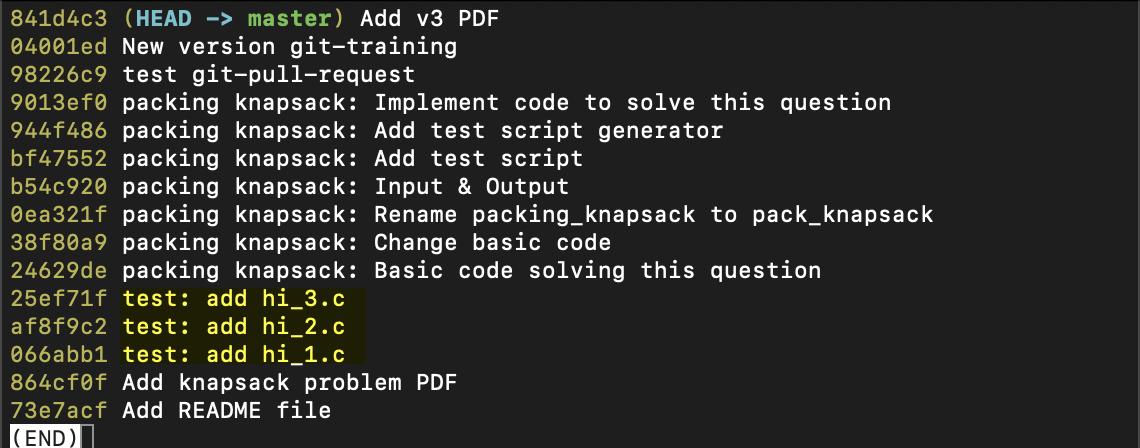 841d4c3 (HEAD -> master) Add v3 PDF
04001ed New version git-training
98226c9 test git-pull-request
9013ef0 packing knapsack: Implement code to solve this question
944f486 packing knapsack: Add test script generator
bf47552 packing knapsack: Add test script
b54c920 packing knapsack: Input & Output
0ea321f packing knapsack: Rename packing_knapsack to pack_knapsack
38f80a9 packing knapsack: Change basic code
24629de packing knapsack: Basic code solving this question
25ef71f test: add hi_3.c
af8f9c2 test: add hi_2.c
066abb1 test: add hi_1.c
864cf0f Add knapsack problem PDF
73e7acf Add README file
(END)